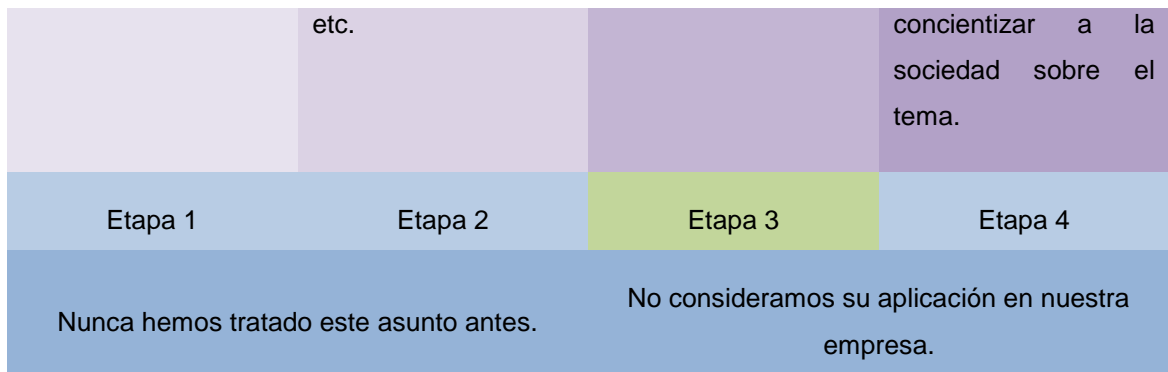 etc.
concientizar a la
sociedad sobre el
tema.
Etapa 1
Etapa 2
Etapa 3
Etapa 4
Nunca hemos tratado este asunto antes.
No consideramos su aplicación en nuestra
empresa.